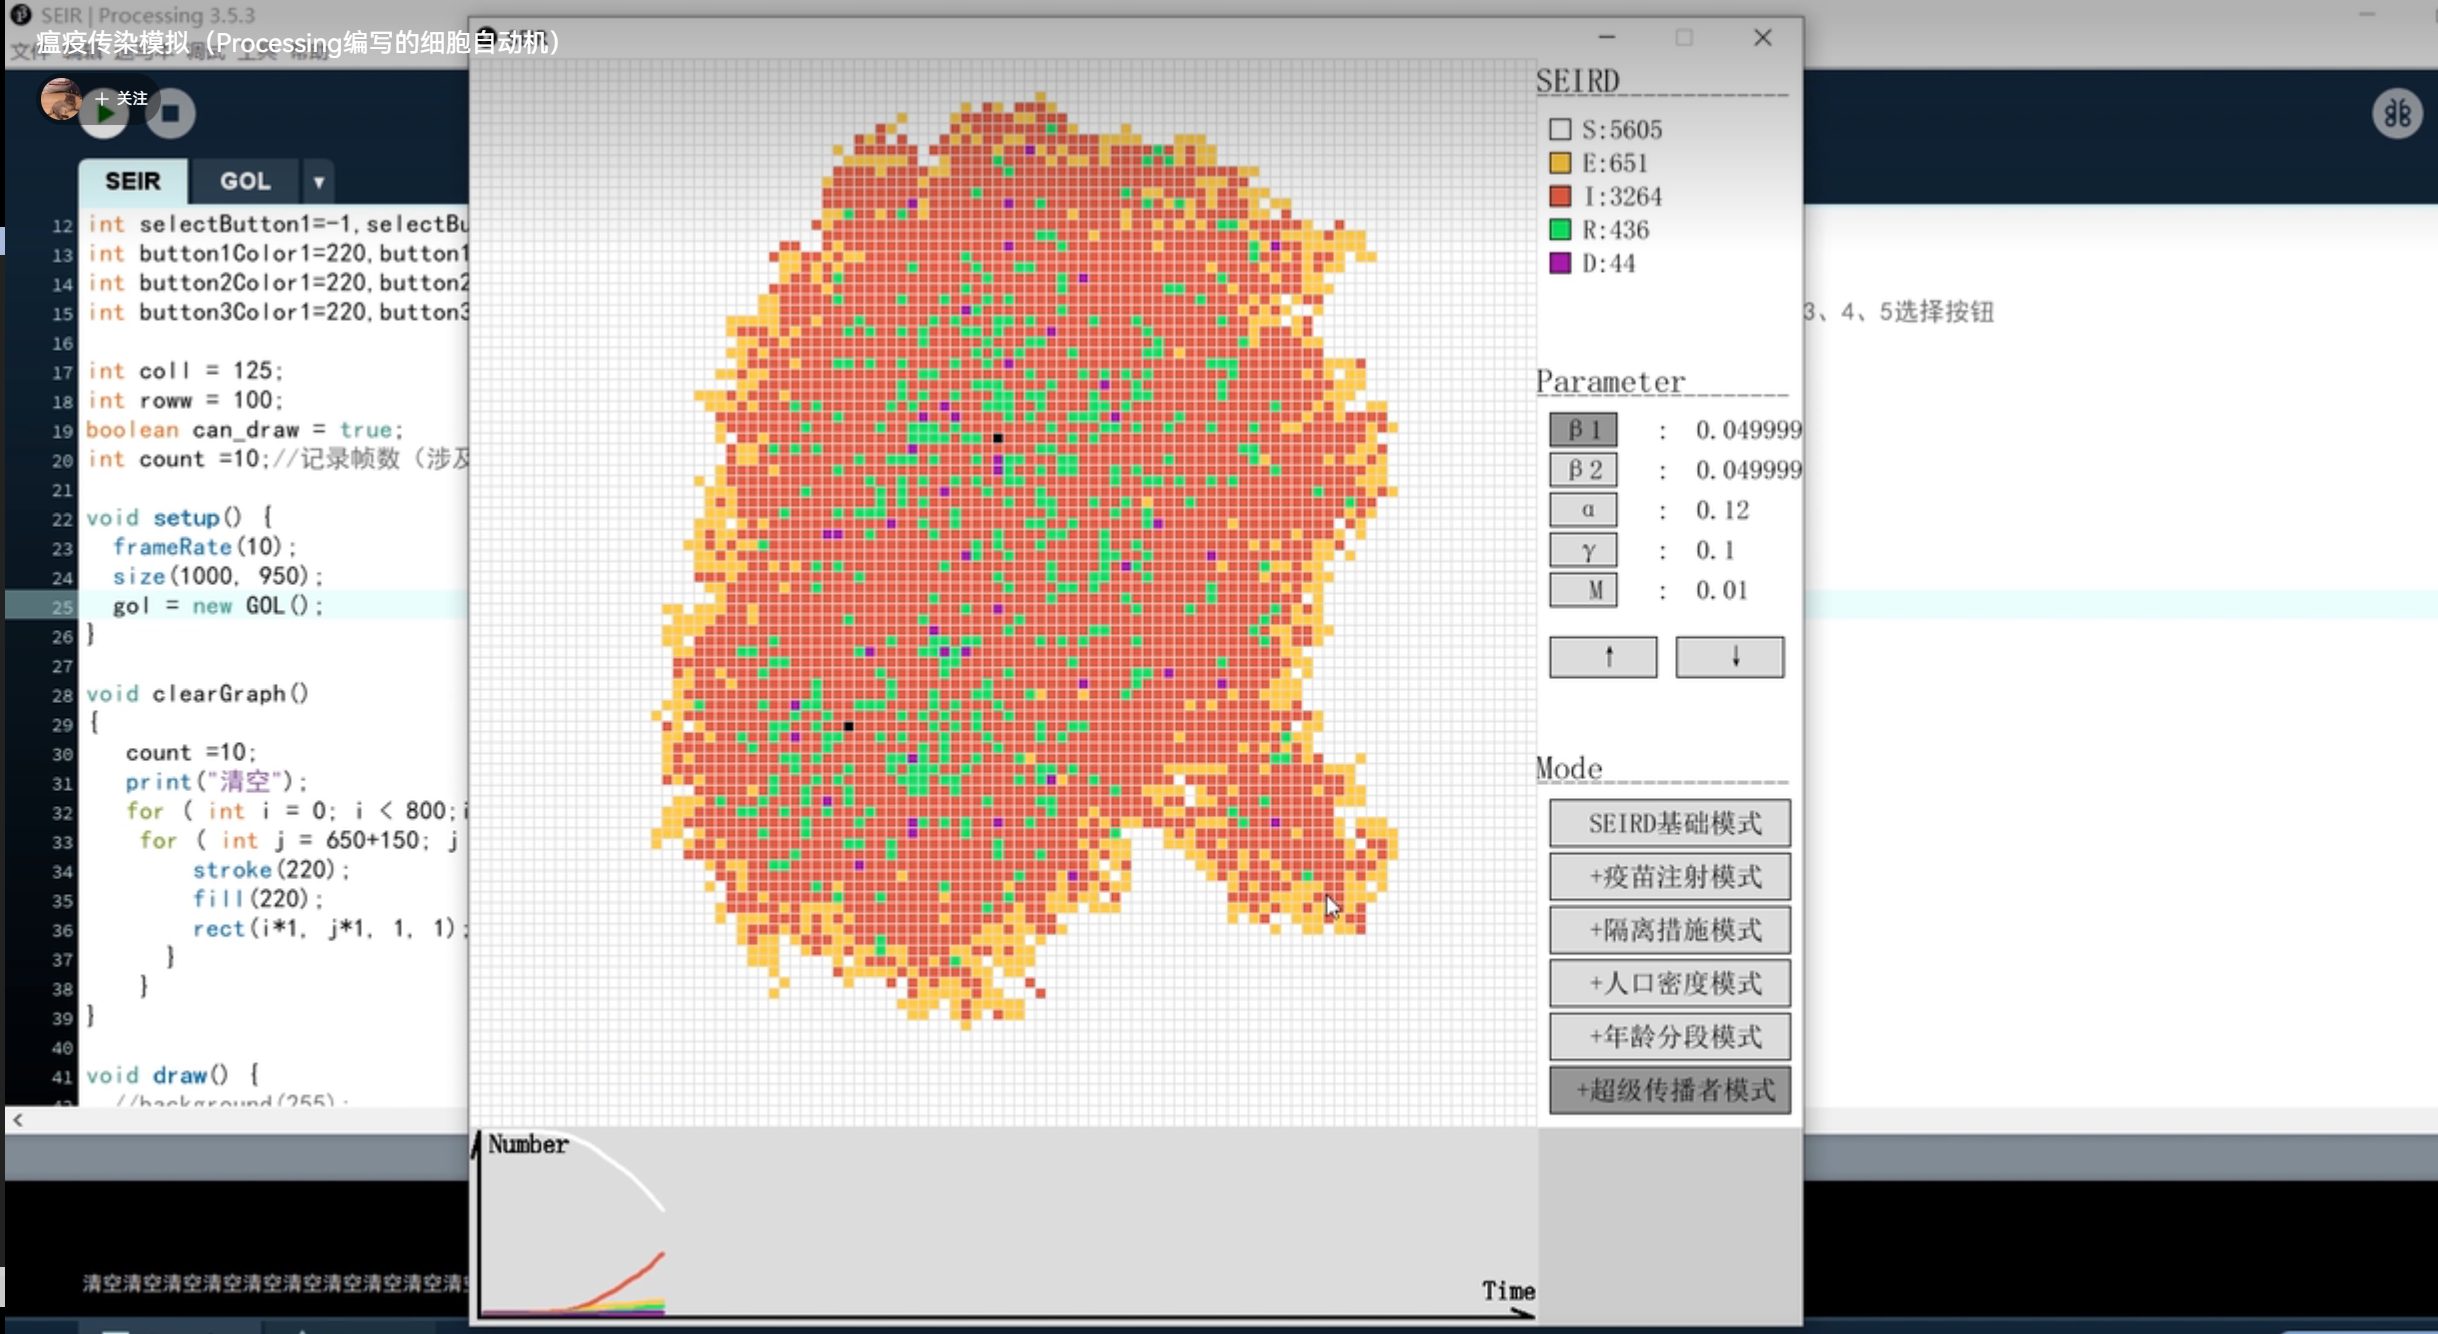 SEIR | Processing 3.5.3
瘟疫传染模拟（Processing编写的细胞自动机）
+ 关注
SEIR
GOL
12 int selectButton1=-1,selectBu
13 int button1Color1=220,button1
14 int button2Color1=220,button2
15 int button3Color1=220,button3
16
17 int coll = 125;
18 int roww = 100;
19 boolean can_draw = true;
20 int count =10;//记录帧数（涉及
21
22 void setup() {
23 frameRate(10);
24 size(1000, 950);
25 gol = new GOL();
26 }
27
28 void clearGraph()
29 {
30 count =10;
31 print("清空");
32 for ( int i = 0; i < 800;i
33 for ( int j = 650+150; j
34 stroke(220);
35 fill(220);
36 rect(i*1, j*1, 1, 1);
37 }
38 }
39 }
40
41 void draw() {
//background(255);
清空清空清空清空清空清空清空清空清空清
SEIRD
S:5605
E:651
I:3264
R:436
D:44
3、4、5选择按钮
Parameter
β1 : 0.049999
β2 : 0.049999
α : 0.12
γ : 0.1
M : 0.01
↑ ↓
Mode
SEIRD基础模式
+疫苗注射模式
+隔离措施模式
+人口密度模式
+年龄分段模式
+超级传播者模式
Number
Time